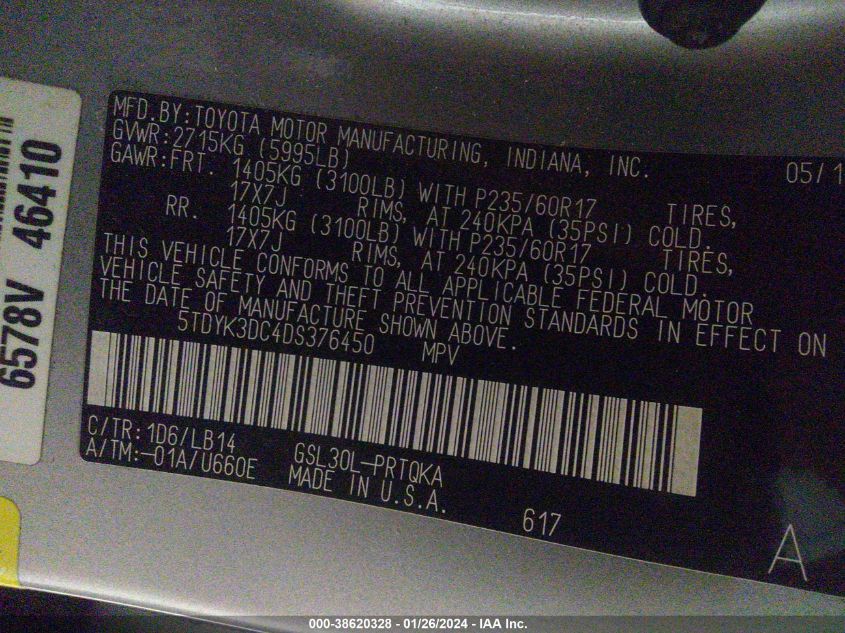 MFD.BY:TOYOTA MOTOR MANUFACTURING, INDIANA, INC. 05/1
GVWR:2715KG (5995LB)
GAWR:FRT. 1405KG (3100LB) WITH P235/60R17 TIRES,
17X7J RIMS, AT 240KPA (35PSI) COLD.
RR. 1405KG (3100LB) WITH P235/60R17 TIRES,
17X7J RIMS, AT 240KPA (35PSI) COLD.
THIS VEHICLE CONFORMS TO ALL APPLICABLE FEDERAL MOTOR
VEHICLE SAFETY AND THEFT PREVENTION STANDARDS IN EFFECT ON
THE DATE OF MANUFACTURE SHOWN ABOVE.
5TDYK3DC4DS376450 MPV
C/TR:1D6/LB14
A/TM:-01A/U660E GSL30L-PRTQKA
MADE IN U.S.A.
617
A
6578V 46410
000-38620328 - 01/26/2024 - IAA Inc.